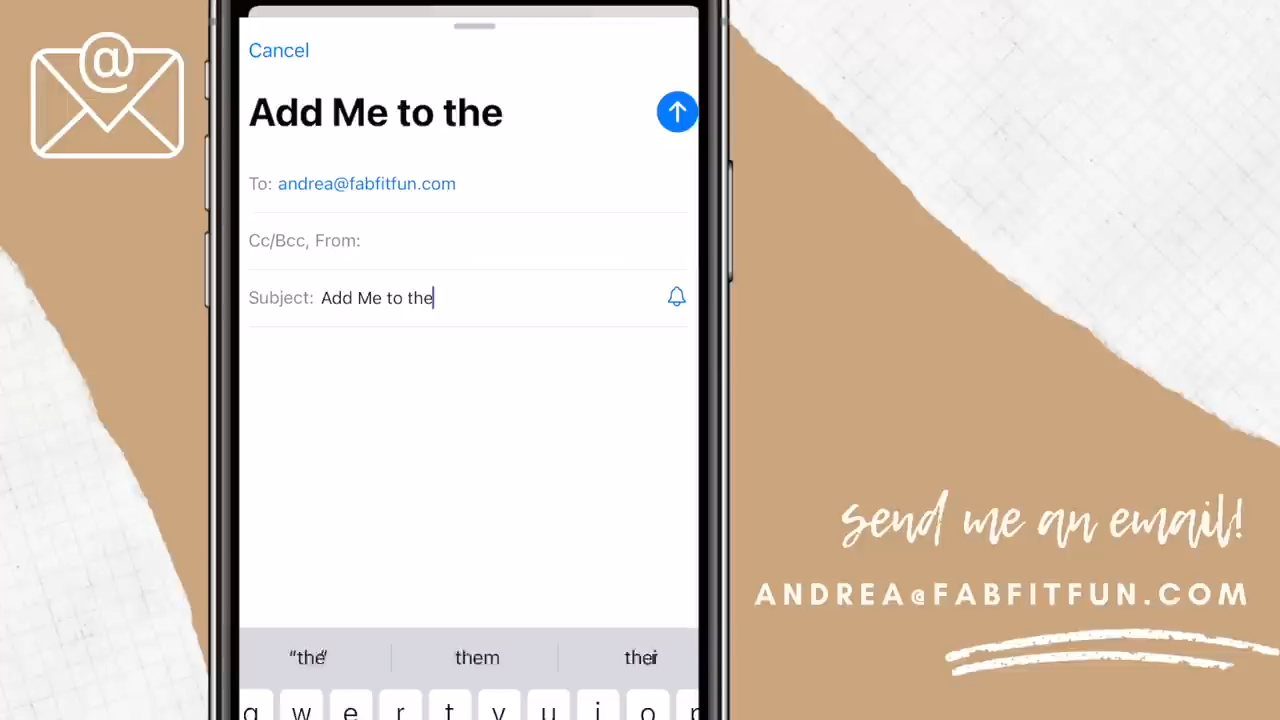 @
Cancel
Add Me to the
To: andrea@fabfitfun.com
Cc/Bcc, From:
Subject: Add Me to the
send me an email!
ANDREA@FABFITFUN.COM
"the" them
q w e r t y u i o p